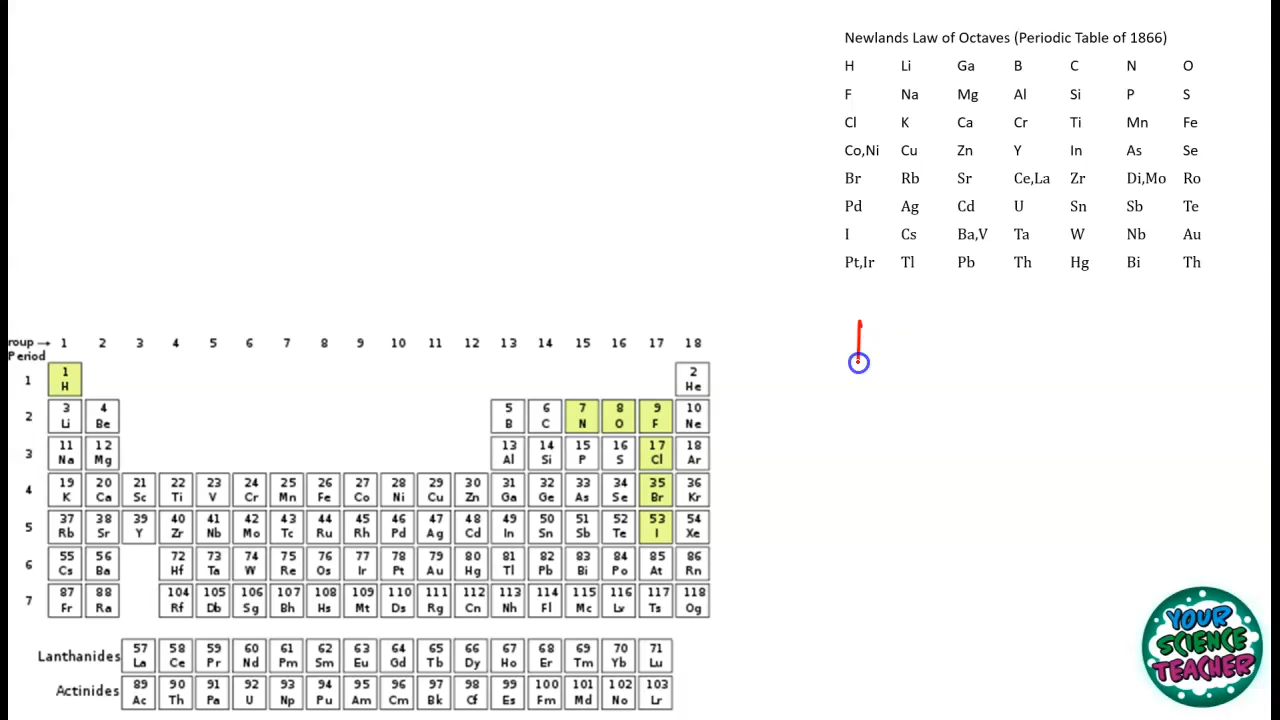 Newlands Law of Octaves (Periodic Table of 1866)
H Li Ga B C N O
F Na Mg Al Si P S
Cl K Ca Cr Ti Mn Fe
Co,Ni Cu Zn Y In As Se
Br Rb Sr Ce,La Zr Di,Mo Ro
Pd Ag Cd U Sn Sb Te
I Cs Ba,V Ta W Nb Au
Pt,Ir Tl Pb Th Hg Bi Th
roup → 1 2 3 4 5 6 7 8 9 10 11 12 13 14 15 16 17 18
Period
1 1 2
H He
2 3 4 5 6 7 8 9 10
Li Be B C N O F Ne
3 11 12 13 14 15 16 17 18
Na Mg Al Si P S Cl Ar
4 19 20 21 22 23 24 25 26 27 28 29 30 31 32 33 34 35 36
K Ca Sc Ti V Cr Mn Fe Co Ni Cu Zn Ga Ge As Se Br Kr
5 37 38 39 40 41 42 43 44 45 46 47 48 49 50 51 52 53 54
Rb Sr Y Zr Nb Mo Tc Ru Rh Pd Ag Cd In Sn Sb Te I Xe
6 55 56 72 73 74 75 76 77 78 79 80 81 82 83 84 85 86
Cs Ba Hf Ta W Re Os Ir Pt Au Hg Tl Pb Bi Po At Rn
7 87 88 104 105 106 107 108 109 110 111 112 113 114 115 116 117 118
Fr Ra Rf Db Sg Bh Hs Mt Ds Rg Cn Nh Fl Mc Lv Ts Og
Lanthanides 57 58 59 60 61 62 63 64 65 66 67 68 69 70 71
La Ce Pr Nd Pm Sm Eu Gd Tb Dy Ho Er Tm Yb Lu
Actinides 89 90 91 92 93 94 95 96 97 98 99 100 101 102 103
Ac Th Pa U Np Pu Am Cm Bk Cf Es Fm Md No Lr
YOUR
SCIENCE
TEACHER